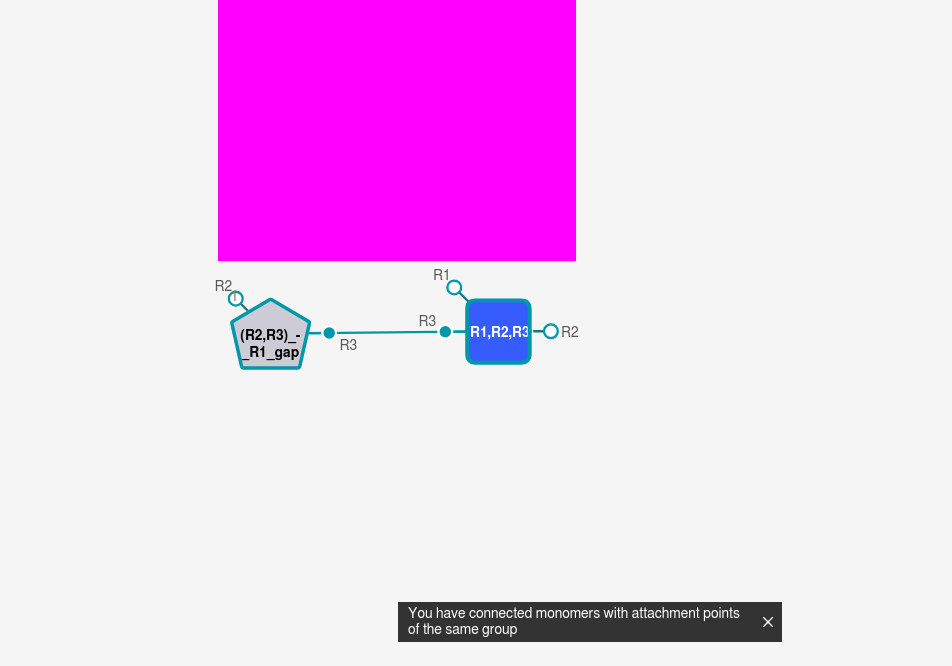 R1
R2
R3
(R2,R3)_-
_R1_gap
R3
R1,R2,R3
R2
You have connected monomers with attachment points
of the same group